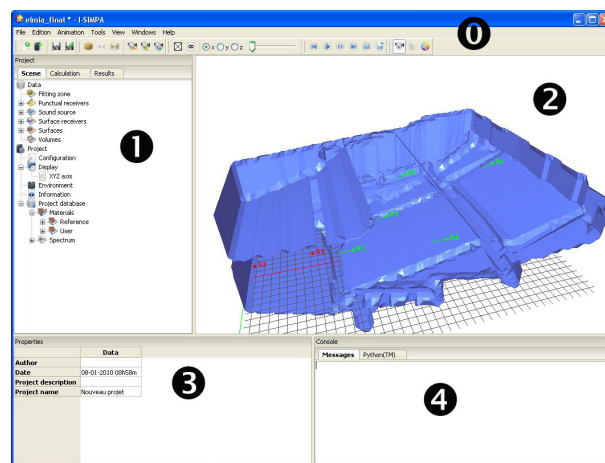 elmia_final * - I-SIMPA
File Edition Animation Tools View Windows Help
0
Project
Scene Calculation Results
Data
Fitting zone
Punctual receivers
Sound source
Surface receivers
Surfaces
Volumes
Project
Configuration
Display
XYZ axis
Environment
Information
Project database
Materials
Reference
User
Spectrum
x y z
1
2
Properties
Data
Author
Date 08-01-2010 08h58m
Project description
Project name Nouveau projet
3
Console
Messages Python(TM)
4